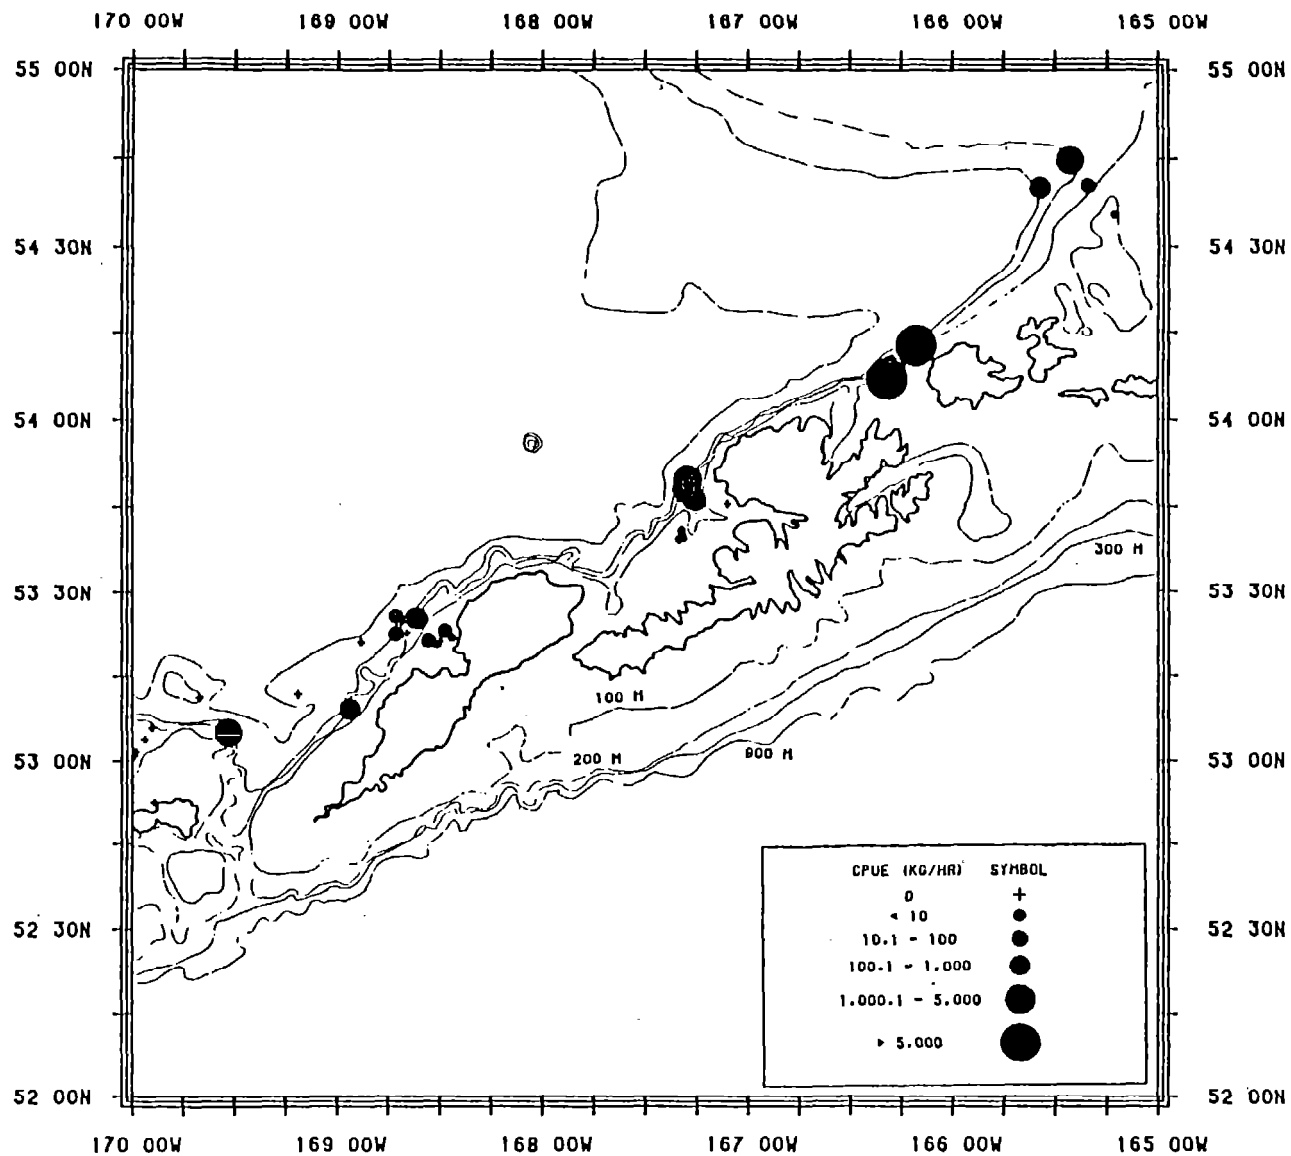 170 00W 169 00W 168 00W 167 00W 166 00W 165 00W
55 00N 55 00N
54 30N 54 30N
54 00N 54 00N
300 M
53 30N 53 30N
100 M
200 M 900 M
53 00N 53 00N
CPUE (KG/HR) SYMBOL
0 +
< 10
52 30N 52 30N
10.1 - 100
100.1 - 1.000
1.000.1 - 5.000
> 5.000
52 00N 52 00N
170 00W 169 00W 168 00W 167 00W 166 00W 165 00W